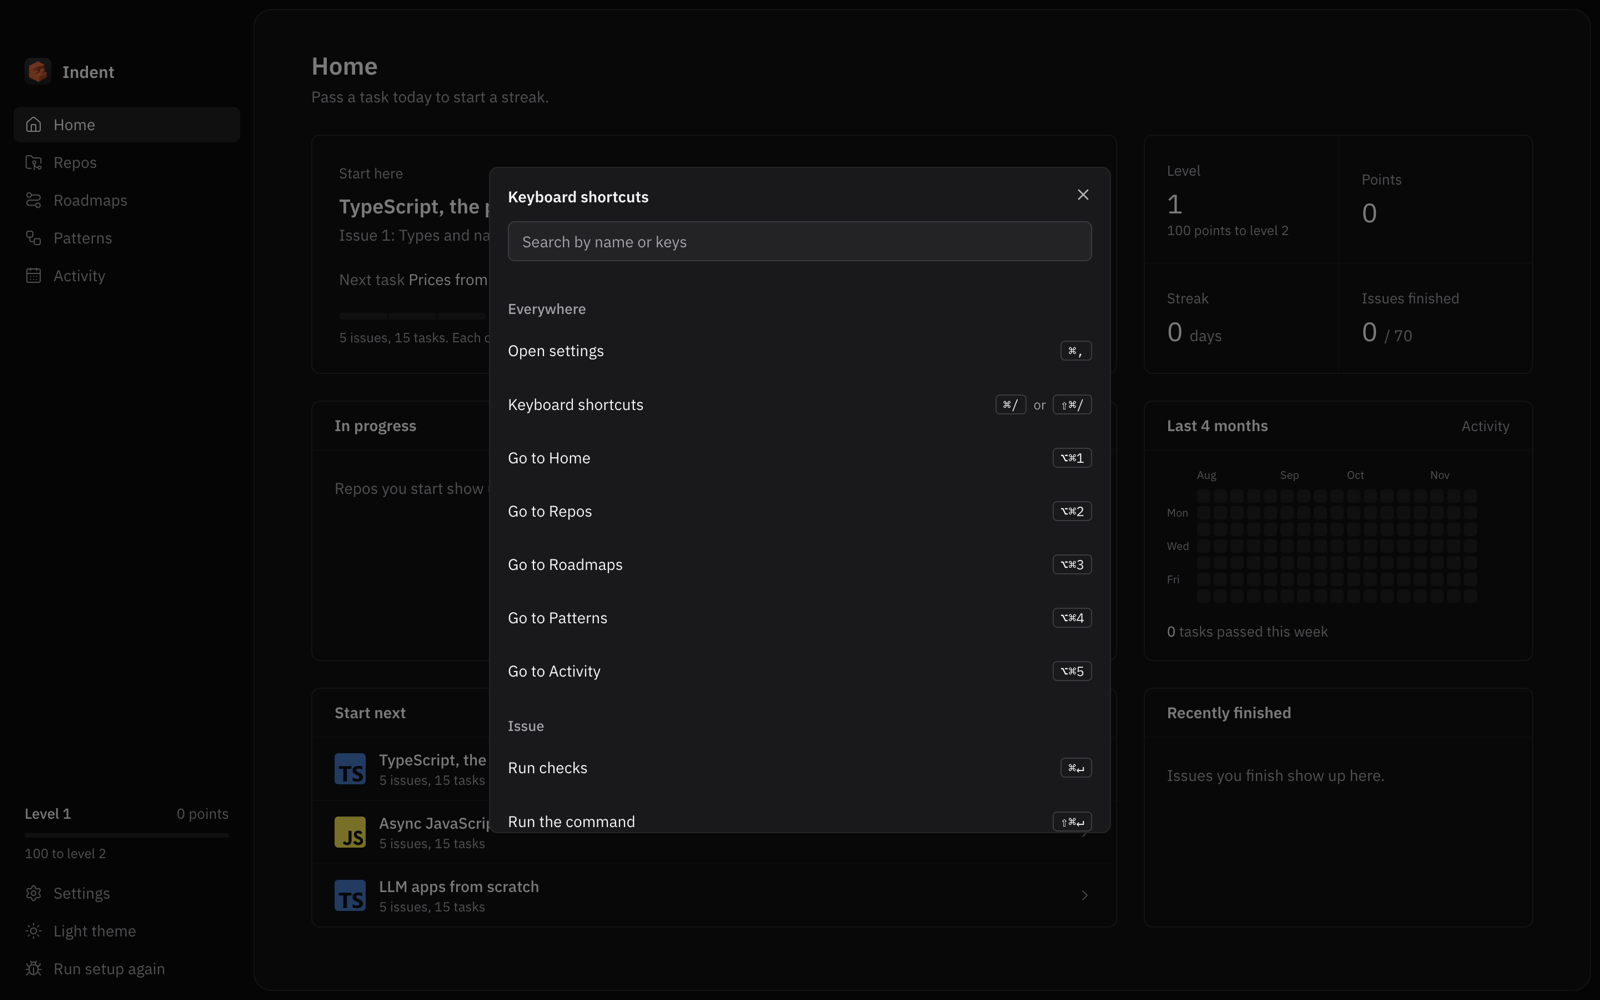 Indent
Home
Repos
Roadmaps
Patterns
Activity
Level 1
0 points
100 to level 2
Settings
Light theme
Run setup again
Home
Pass a task today to start a streak.
Start here
TypeScript, the
Issue 1: Types and na
Next task Prices from
5 issues, 15 tasks. Each
Level
1
100 points to level 2
Points
0
Streak
0 days
Issues finished
0 / 70
In progress
Repos you start show
Last 4 months
Activity
Aug Sep Oct Nov
Mon
Wed
Fri
0 tasks passed this week
Start next
TS
TypeScript, the
5 issues, 15 tasks
JS
Async JavaScrip
5 issues, 15 tasks
TS
LLM apps from scratch
5 issues, 15 tasks
Recently finished
Issues you finish show up here.
Keyboard shortcuts
Search by name or keys
Everywhere
Open settings ⌘,
Keyboard shortcuts ⌘/ or ⇧⌘/
Go to Home ⌥⌘1
Go to Repos ⌥⌘2
Go to Roadmaps ⌥⌘3
Go to Patterns ⌥⌘4
Go to Activity ⌥⌘5
Issue
Run checks ⌘↵
Run the command ⇧⌘↵